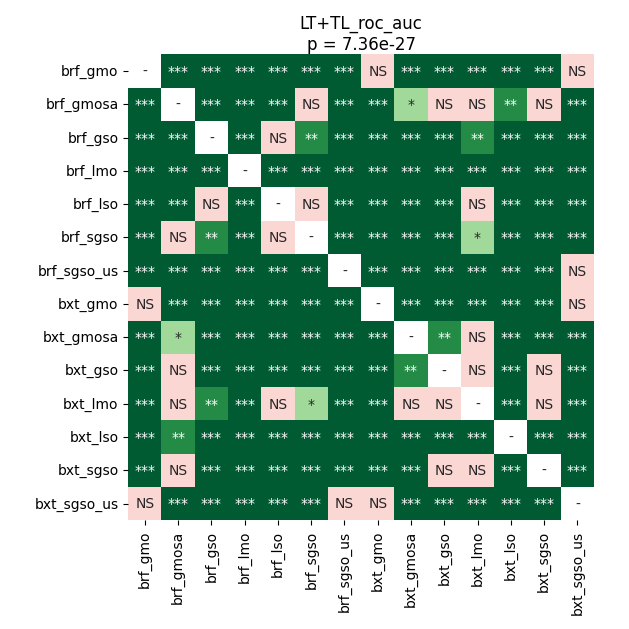 LT+TL_roc_auc
p = 7.36e-27
brf_gmo - *** *** *** *** *** *** NS *** *** *** *** *** NS
brf_gmosa *** - *** *** *** NS *** *** * NS NS ** NS ***
brf_gso *** *** - *** NS ** *** *** *** *** ** *** *** ***
brf_lmo *** *** *** - *** *** *** *** *** *** *** *** *** ***
brf_lso *** *** NS *** - NS *** *** *** *** NS *** *** ***
brf_sgso *** NS ** *** NS - *** *** *** *** * *** *** ***
brf_sgso_us *** *** *** *** *** *** - *** *** *** *** *** *** NS
bxt_gmo NS *** *** *** *** *** *** - *** *** *** *** *** NS
bxt_gmosa *** * *** *** *** *** *** *** - ** NS *** *** ***
bxt_gso *** NS *** *** *** *** *** *** ** - NS *** NS ***
bxt_lmo *** NS ** *** NS * *** *** NS NS - *** NS ***
bxt_lso *** ** *** *** *** *** *** *** *** *** *** - *** ***
bxt_sgso *** NS *** *** *** *** *** *** *** NS NS *** - ***
bxt_sgso_us NS *** *** *** *** *** NS NS *** *** *** *** *** -
brf_gmo brf_gmosa brf_gso brf_lmo brf_lso brf_sgso brf_sgso_us bxt_gmo bxt_gmosa bxt_gso bxt_lmo bxt_lso bxt_sgso bxt_sgso_us